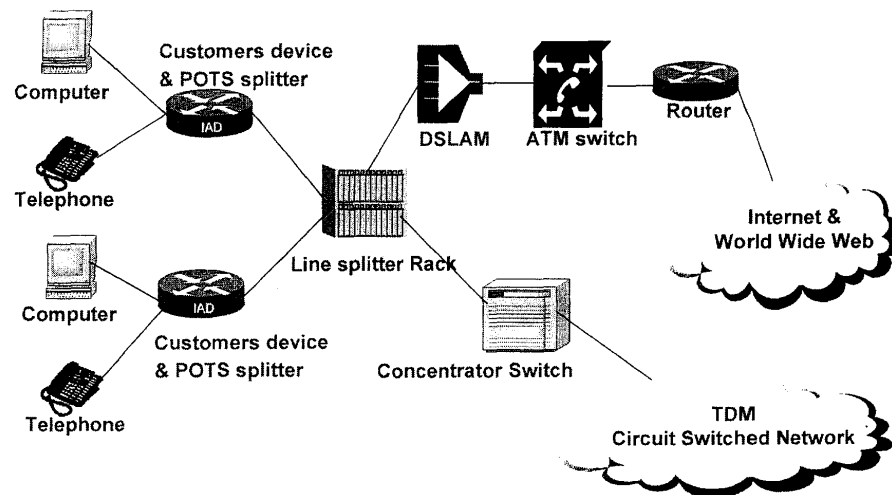 Computer
Customers device
& POTS splitter
IAD
Telephone
DSLAM
ATM switch
Router
Internet &
World Wide Web
Line splitter Rack
Computer
IAD
Customers device
& POTS splitter
Telephone
Concentrator Switch
TDM
Circuit Switched Network